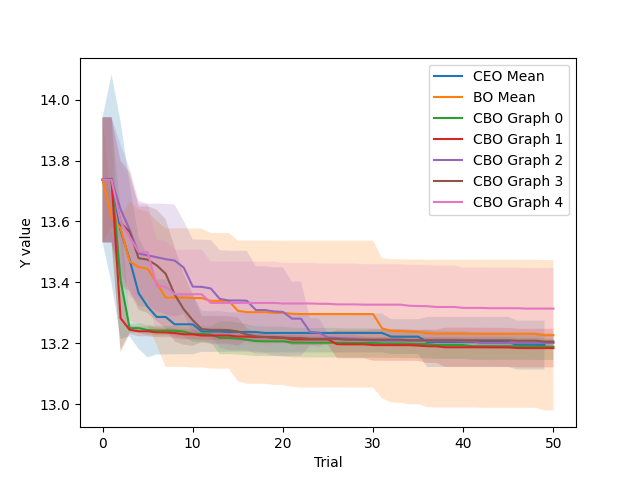 CEO Mean
BO Mean
CBO Graph 0
CBO Graph 1
CBO Graph 2
CBO Graph 3
CBO Graph 4
14.0
13.8
13.6
13.4
13.2
13.0
Y value
0 10 20 30 40 50
Trial